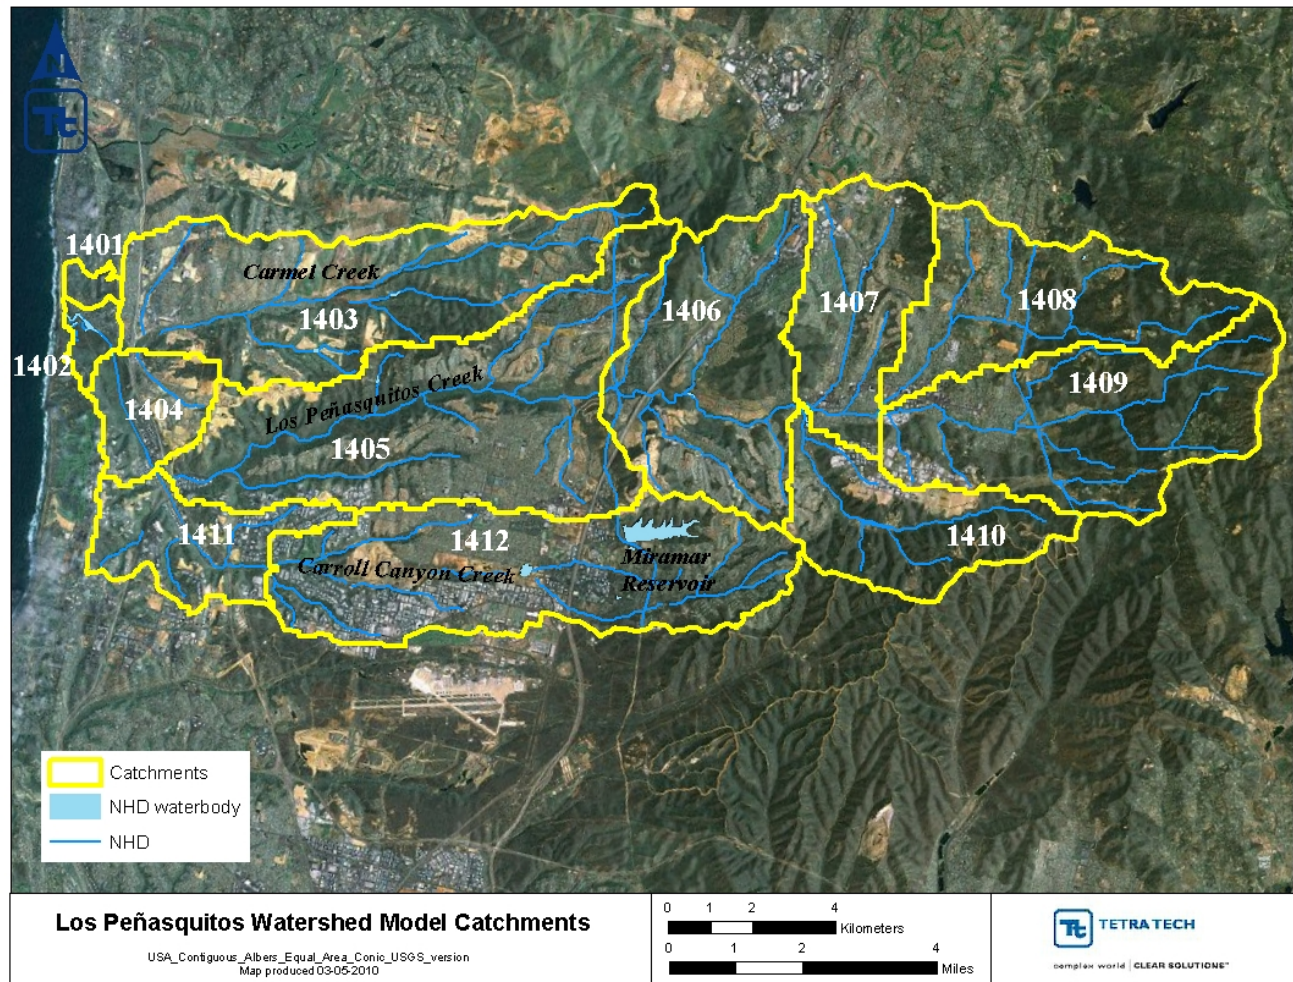 N
Tt
1401
Carmel Creek
1403
1406
1407
1408
1402
1404
1409
Los Peñasquitos Creek
1405
1411
1412
1410
Carroll Canyon Creek
Miramar
Reservoir
Catchments
NHD waterbody
NHD
Los Peñasquitos Watershed Model Catchments
USA_Contiguous_Albers_Equal_Area_Conic_USGS_version
Map produced 03-05-2010
0 1 2 4
Kilometers
0 1 2 4
Miles
Tt TETRA TECH
complex world | CLEAR SOLUTIONS™